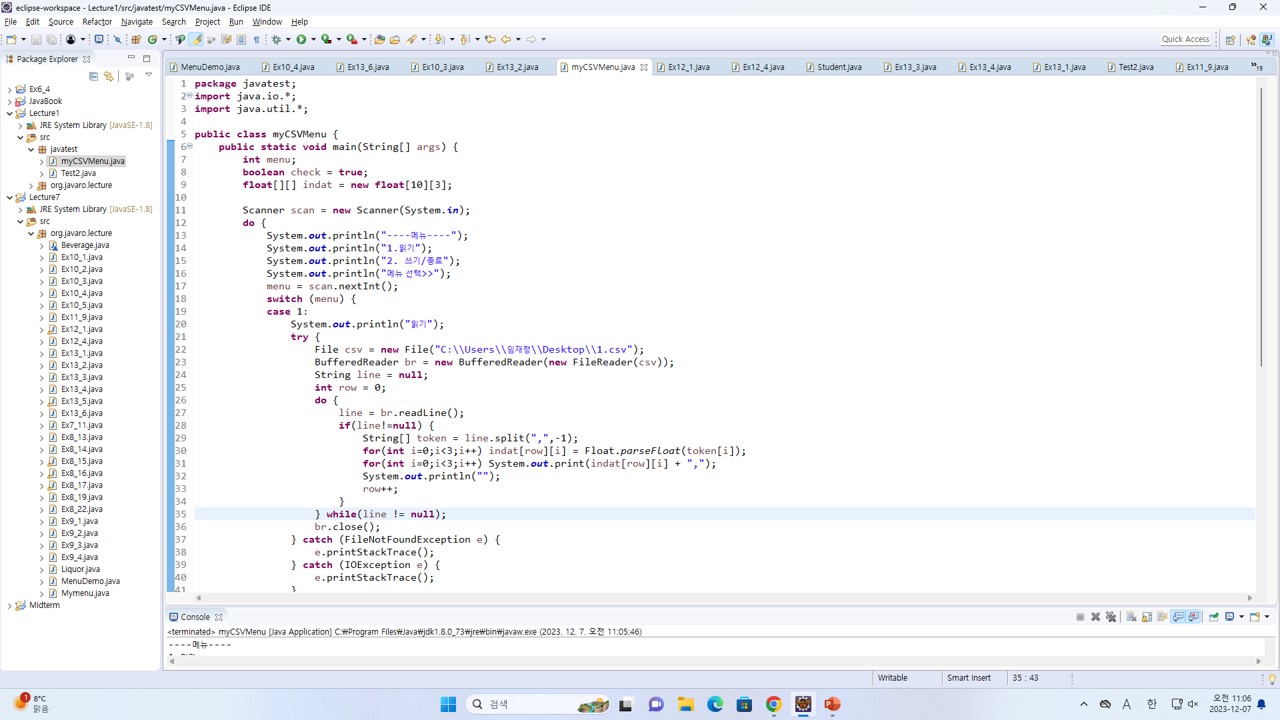 eclipse-workspace - Lecture1/src/javatest/myCSVMenu.java - Eclipse IDE
File Edit Source Refactor Navigate Search Project Run Window Help
Quick Access
Package Explorer
Ex6_4
JavaBook
Lecture1
JRE System Library [JavaSE-1.8]
src
javatest
myCSVMenu.java
Test2.java
org.javaro.lecture
Lecture7
JRE System Library [JavaSE-1.8]
src
org.javaro.lecture
Beverage.java
Ex10_1.java
Ex10_2.java
Ex10_3.java
Ex10_4.java
Ex10_5.java
Ex11_9.java
Ex12_1.java
Ex12_4.java
Ex13_1.java
Ex13_2.java
Ex13_3.java
Ex13_4.java
Ex13_5.java
Ex13_6.java
Ex7_11.java
Ex8_13.java
Ex8_14.java
Ex8_15.java
Ex8_16.java
Ex8_17.java
Ex8_19.java
Ex8_22.java
Ex9_1.java
Ex9_2.java
Ex9_3.java
Ex9_4.java
Liquor.java
MenuDemo.java
Mymenu.java
Midterm
MenuDemo.java Ex10_4.java Ex13_6.java Ex10_3.java Ex13_2.java myCSVMenu.java Ex12_1.java Ex12_4.java Student.java Ex13_3.java Ex13_4.java Ex13_1.java Test2.java Ex11_9.java »19
1 package javatest;
2 import java.io.*;
3 import java.util.*;
4
5 public class myCSVMenu {
6 public static void main(String[] args) {
7 int menu;
8 boolean check = true;
9 float[][] indat = new float[10][3];
10
11 Scanner scan = new Scanner(System.in);
12 do {
13 System.out.println("----메뉴----");
14 System.out.println("1.읽기");
15 System.out.println("2. 쓰기/종료");
16 System.out.println("메뉴 선택>>");
17 menu = scan.nextInt();
18 switch (menu) {
19 case 1:
20 System.out.println("읽기");
21 try {
22 File csv = new File("C:\\Users\\임재정\\Desktop\\1.csv");
23 BufferedReader br = new BufferedReader(new FileReader(csv));
24 String line = null;
25 int row = 0;
26 do {
27 line = br.readLine();
28 if(line!=null) {
29 String[] token = line.split(",",-1);
30 for(int i=0;i<3;i++) indat[row][i] = Float.parseFloat(token[i]);
31 for(int i=0;i<3;i++) System.out.print(indat[row][i] + ",");
32 System.out.println("");
33 row++;
34 }
35 } while(line != null);
36 br.close();
37 } catch (FileNotFoundException e) {
38 e.printStackTrace();
39 } catch (IOException e) {
40 e.printStackTrace();
41 }
Console
<terminated> myCSVMenu [Java Application] C:₩Program Files₩Java₩jdk1.8.0_73₩jre₩bin₩javaw.exe (2023. 12. 7. 오전 11:05:46)
----메뉴----
Writable Smart Insert 35 : 43
1 8°C
맑음
검색
A 한
오전 11:06
2023-12-07